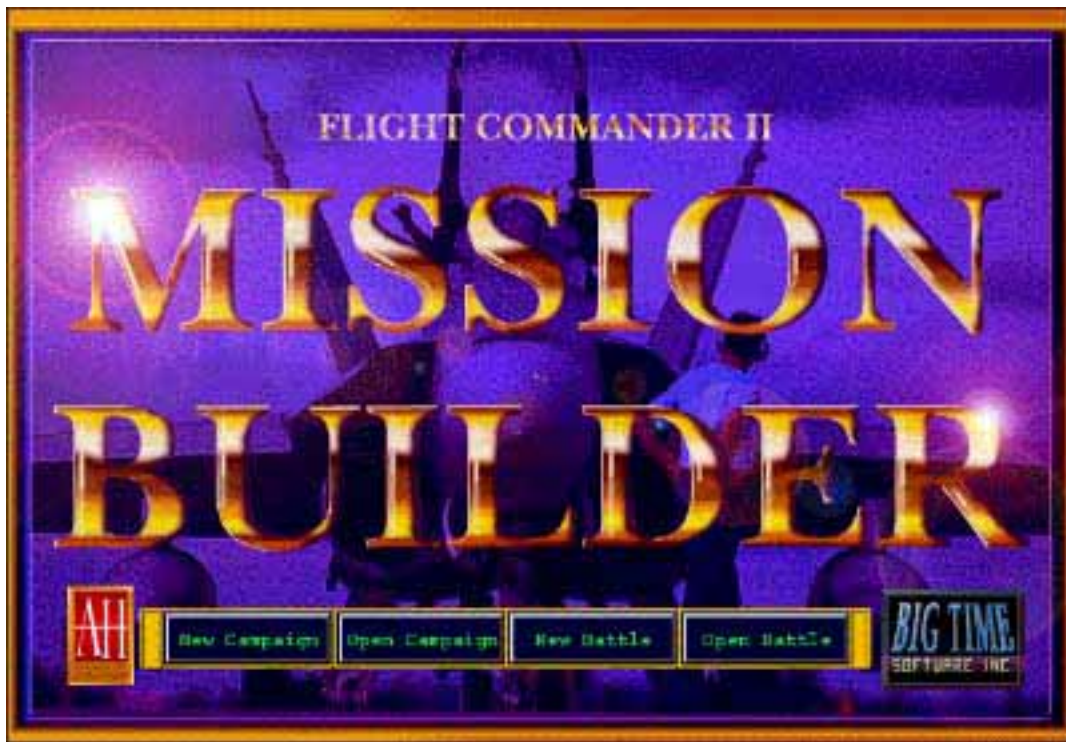 FLIGHT COMMANDER II
MISSION
BUILDER
AH
New Campaign
Open Campaign
New Battle
Open Battle
BIG TIME
SOFTWARE INC